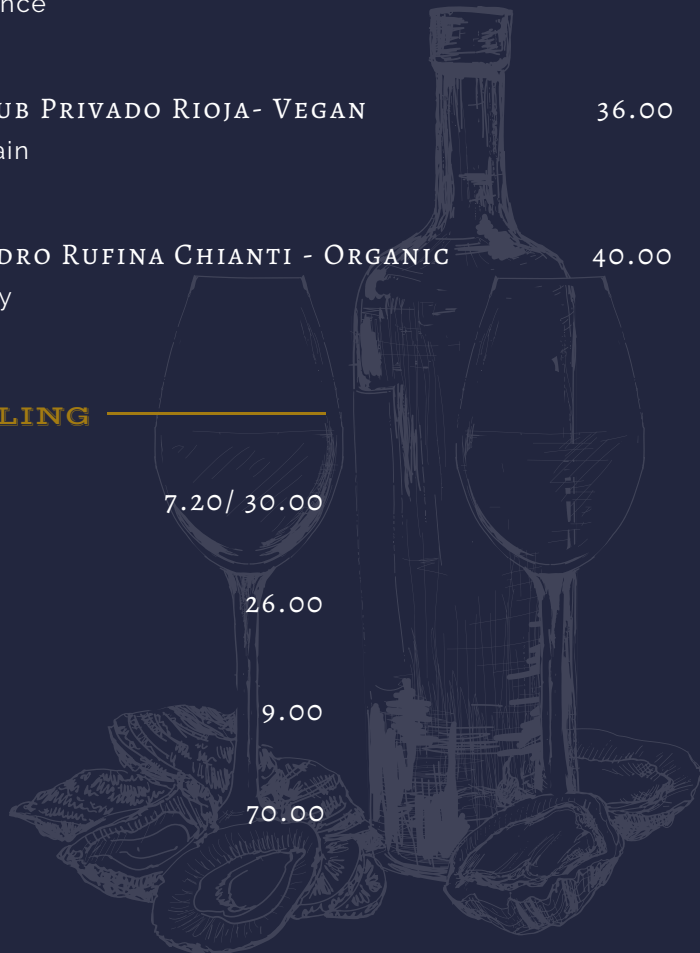 nce
UB PRIVADO RIOJA- VEGAN 36.00
ain
DRO RUFINA CHIANTI - ORGANIC 40.00
y
LING
7.20/ 30.00
26.00
9.00
70.00